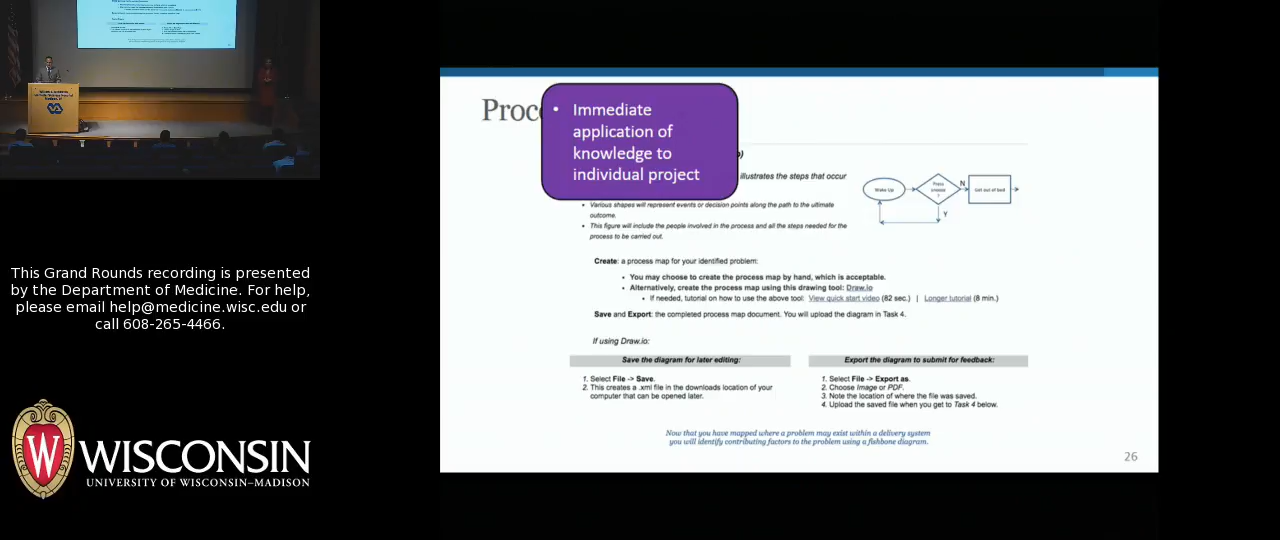 This Grand Rounds recording is presented
by the Department of Medicine. For help,
please email help@medicine.wisc.edu or
call 608-265-4466.
W
WISCONSIN
UNIVERSITY OF WISCONSIN–MADISON
• Immediate
application of
knowledge to
individual project
illustrates the steps that occur
• Various shapes will represent events or decision points along the path to the ultimate
outcome.
• This figure will include the people involved in the process and all the steps needed for the
process to be carried out.
Wake Up
Press
snooze
?
N
Get out of bed
Y
Create: a process map for your identified problem:
• You may choose to create the process map by hand, which is acceptable.
• Alternatively, create the process map using this drawing tool: Draw.io
• If needed, tutorial on how to use the above tool: View quick start video (82 sec.) | Longer tutorial (8 min.)
Save and Export: the completed process map document. You will upload the diagram in Task 4.
If using Draw.io:
Save the diagram for later editing:
1. Select File -> Save.
2. This creates a .xml file in the downloads location of your
computer that can be opened later.
Export the diagram to submit for feedback:
1. Select File -> Export as.
2. Choose Image or PDF.
3. Note the location of where the file was saved.
4. Upload the saved file when you get to Task 4 below.
Now that you have mapped where a problem may exist within a delivery system
you will identify contributing factors to the problem using a fishbone diagram.
26